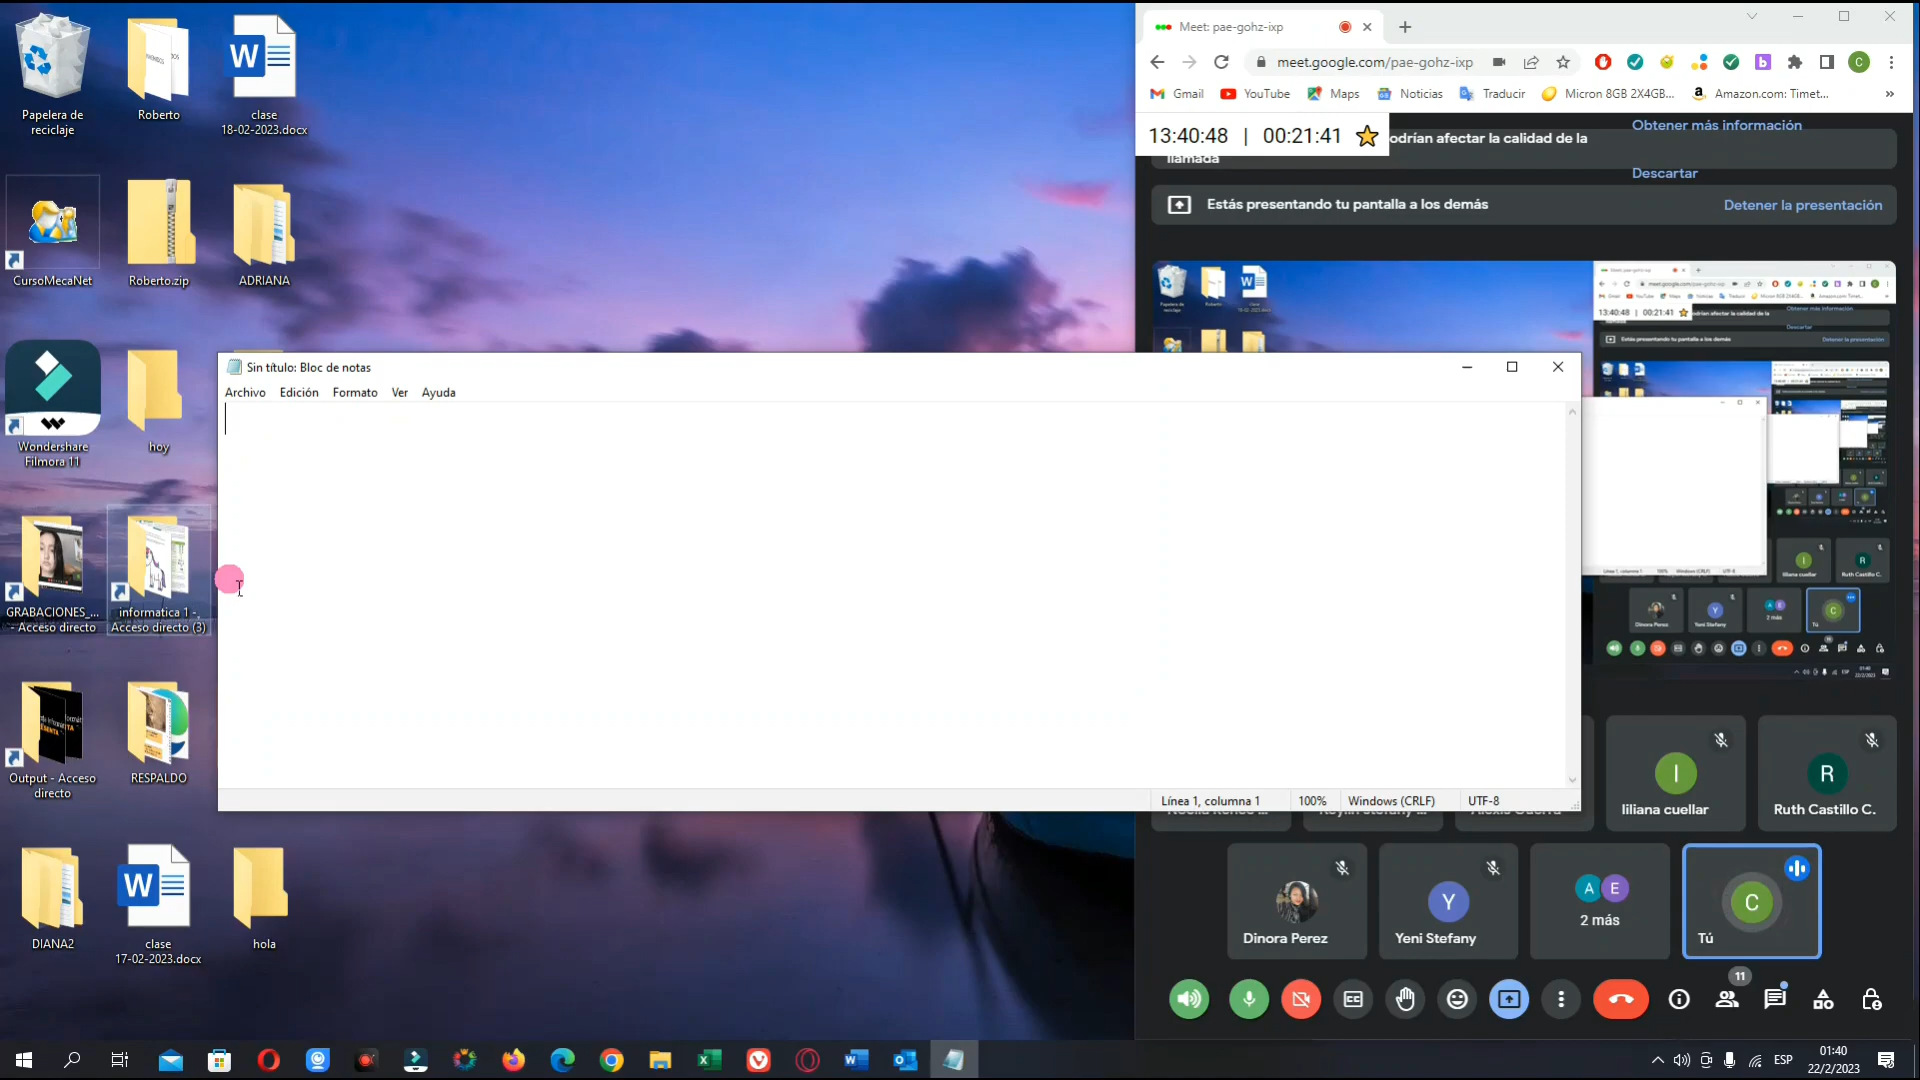 Papelera de
reciclaje
Roberto
clase
18-02-2023.docx
CursoMecaNet
Roberto.zip
ADRIANA
Wondershare
Filmora 11
hoy
GRABACIONES_...
- Acceso directo
informatica 1 -
Acceso directo (3)
Output - Acceso
directo
RESPALDO
DIANA2
clase
17-02-2023.docx
hola
Sin título: Bloc de notas
Archivo Edición Formato Ver Ayuda
Línea 1, columna 1 100% Windows (CRLF) UTF-8
Meet: pae-gohz-ixp
meet.google.com/pae-gohz-ixp
Gmail YouTube Maps Noticias Traducir Micron 8GB 2X4GB... Amazon.com: Timet... »
13:40:48 | 00:21:41
odrían afectar la calidad de la
llamada
Obtener más información
Descartar
Estás presentando tu pantalla a los demás
Detener la presentación
liliana cuellar
Ruth Castillo C.
Dinora Perez
Yeni Stefany
2 más
Tú
11
ESP
01:40
22/2/2023